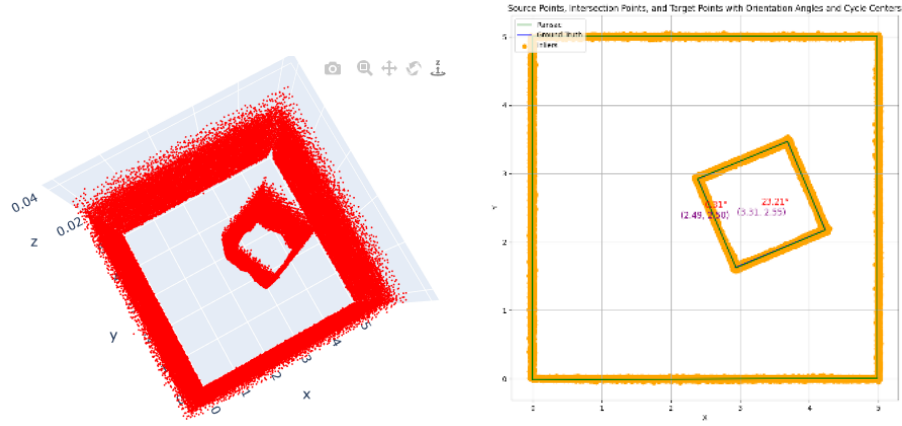 Source Points, Intersection Points, and Target Points with Orientation Angles and Cycle Centers
Ransac
Ground Truth
Inliers
0.04
0.02
z
y
x
0
1
2
3
4
5
5
4
3
2
1
0
Y
23.21°
(2.49, 2.50)
(3.31, 2.55)
0
1
2
3
4
5
X